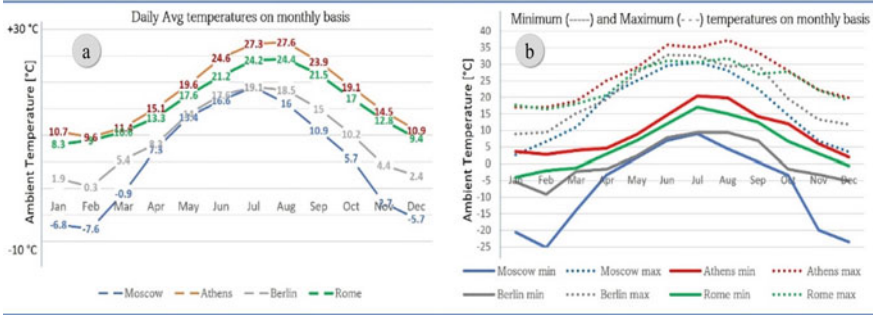 Daily Avg temperatures on monthly basis
a
+30 °C
-10 °C
Ambient Temperature [°C]
10.7 9.6 11.8 15.1 19.6 24.6 27.3 27.6 23.9 19.1 14.5 10.9
8.3 13.3 17.6 21.2 24.2 24.4 21.5 17 12.8 9.4
1.9 0.3 5.4 17.6 19.1 18.5 15 10.2 4.4 2.4
-6.8 -7.6 -0.9 7.3 13.4 16.6 16 10.9 5.7 -5.7
Jan Feb Mar Apr May Jun Jul Aug Sep Oct Nov Dec
Moscow Athens Berlin Rome
Minimum (-----) and Maximum (- - -) temperatures on monthly basis
b
Ambient Temperature [°C]
40
35
30
25
20
15
10
5
0
-5
-10
-15
-20
-25
Jan Feb Mar Apr May Jun Jul Aug Sep Oct Nov Dec
Moscow min Moscow max Athens min Athens max
Berlin min Berlin max Rome min Rome max